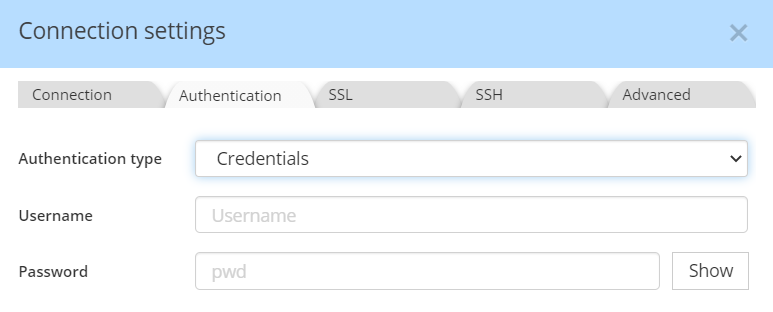 Connection settings
Connection Authentication SSL SSH Advanced
Authentication type Credentials
Username Username
Password pwd Show